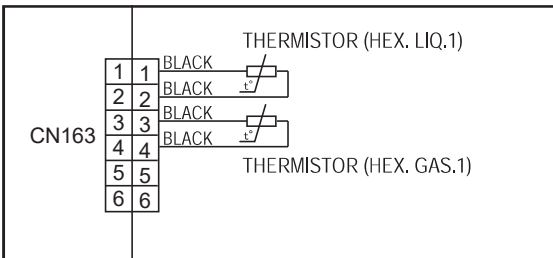 THERMISTOR (HEX. LIQ.1)
1 1 BLACK
t°
2 2 BLACK
3 3 BLACK
CN163
t°
4 4 BLACK
THERMISTOR (HEX. GAS.1)
5 5
6 6